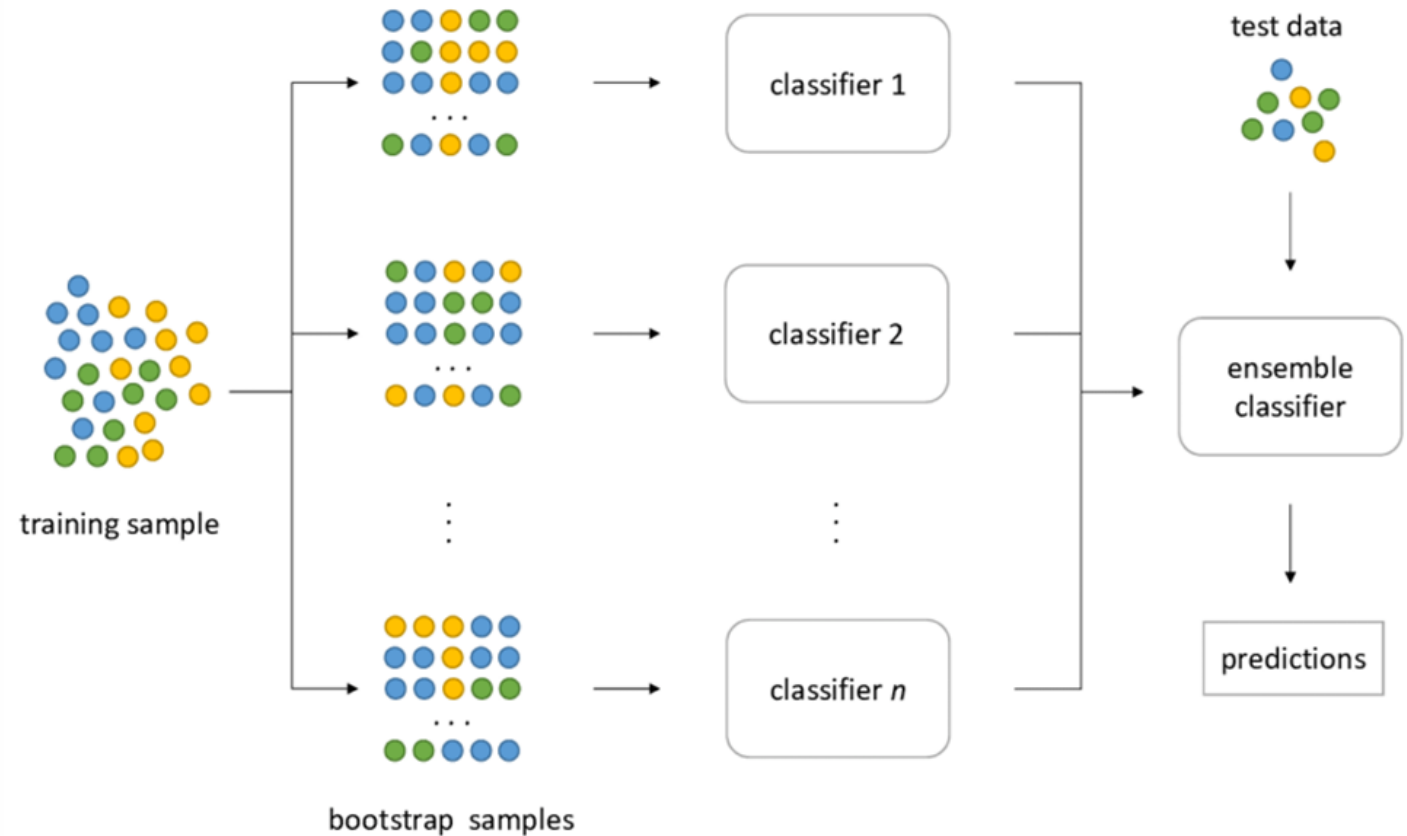 test data
classifier 1
. . .
classifier 2
. . .
ensemble
classifier
training sample
predictions
classifier n
. . .
bootstrap samples